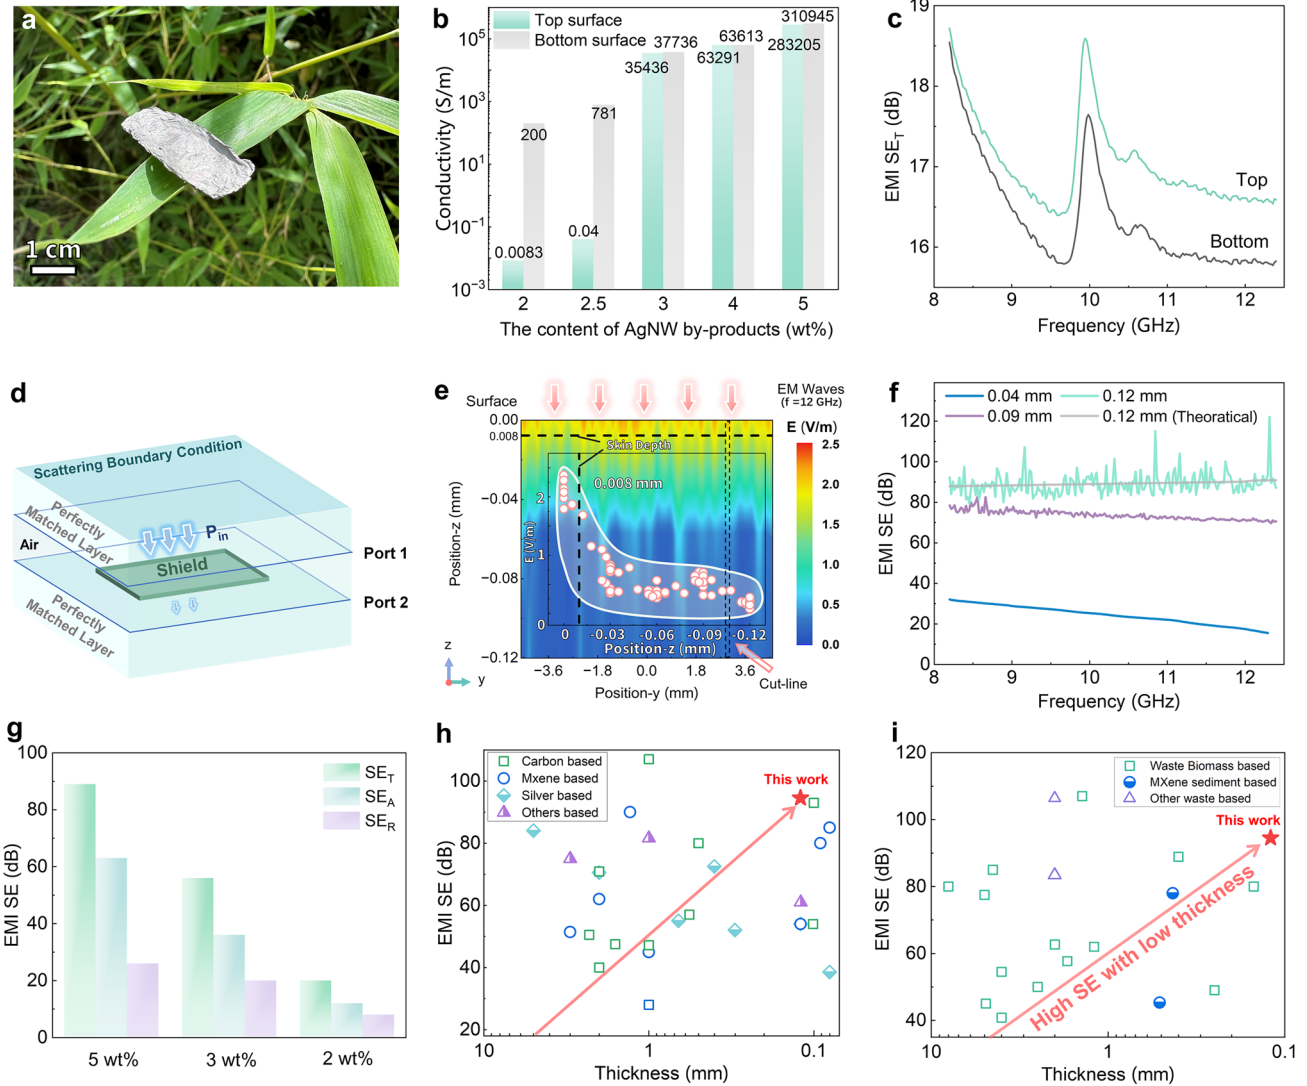 a
1 cm
b
Top surface
Bottom surface
Conductivity (S/m)
10⁵
10³
10¹
10⁻¹
10⁻³
0.0083
200
0.04
781
35436
37736
63291
63613
283205
310945
2
2.5
3
4
5
The content of AgNW by-products (wt%)
c
EMI SE_T (dB)
19
18
17
16
Top
Bottom
8
9
10
11
12
Frequency (GHz)
d
Scattering Boundary Condition
Perfectly
Matched Layer
P_in
Air
Shield
Port 1
Port 2
Perfectly
Matched Layer
e
Surface
EM Waves
(f =12 GHz)
0.00
0.008
−0.04
−0.08
−0.12
Position-z (mm)
Skin Depth
0.008 mm
E (V/m)
2
1
0
0
-0.03
-0.06
-0.09
-0.12
Position-z (mm)
E (V/m)
2.5
2.0
1.5
1.0
0.5
0.0
−3.6
−1.8
0.0
1.8
3.6
Position-y (mm)
Cut-line
z
y
f
0.04 mm
0.12 mm
0.09 mm
0.12 mm (Theoratical)
EMI SE (dB)
120
100
80
60
40
20
0
8
9
10
11
12
Frequency (GHz)
g
EMI SE (dB)
100
80
60
40
20
0
SE_T
SE_A
SE_R
5 wt%
3 wt%
2 wt%
h
Carbon based
Mxene based
Silver based
Others based
This work
EMI SE (dB)
100
80
60
40
20
10
1
0.1
Thickness (mm)
i
Waste Biomass based
MXene sediment based
Other waste based
This work
High SE with low thickness
EMI SE (dB)
120
100
80
60
40
10
1
0.1
Thickness (mm)